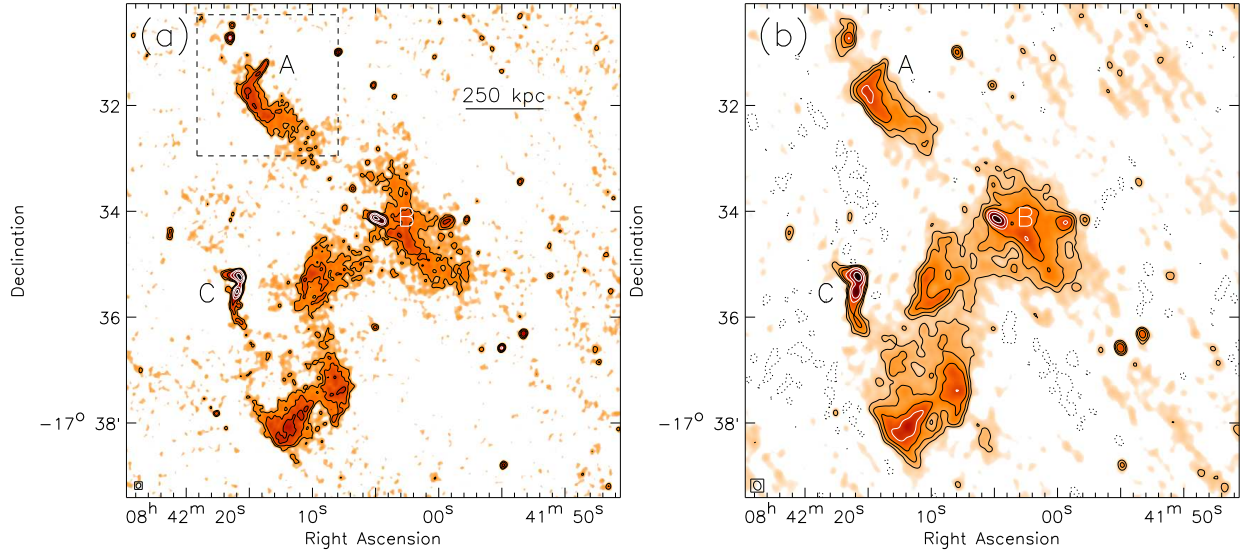 (a)
A
250 kpc
32
34
B
C
36
-17° 38'
Declination
08h 42m 20s 10s 00s 41m 50s
Right Ascension
(b)
A
32
34
B
C
36
-17° 38'
Declination
08h 42m 20s 10s 00s 41m 50s
Right Ascension